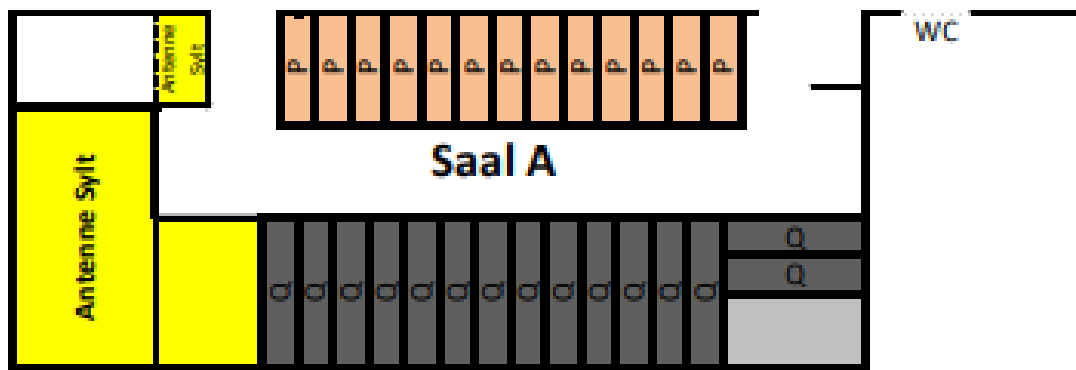 Antenne
Sylt
P P P P P P P P P P P P P
WC
Saal A
Antenne Sylt
Q Q Q Q Q Q Q Q Q Q Q Q Q
Q
Q